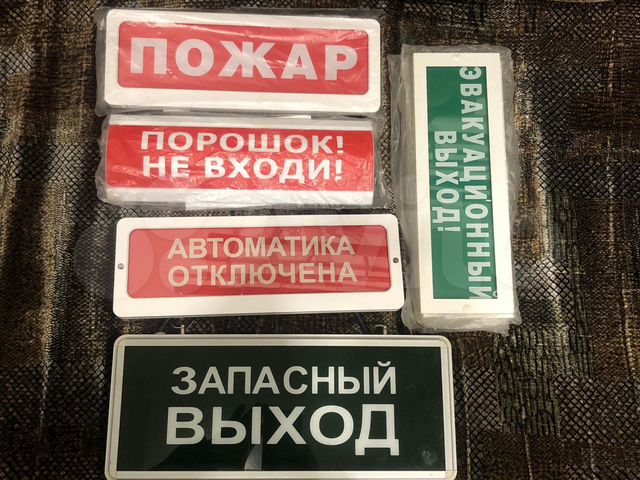 ПОЖАР
ПОРОШОК!
НЕ ВХОДИ!
АВТОМАТИКА
ОТКЛЮЧЕНА
ЭВАКУАЦИОННЫЙ
ВЫХОД!
ЗАПАСНЫЙ
ВЫХОД